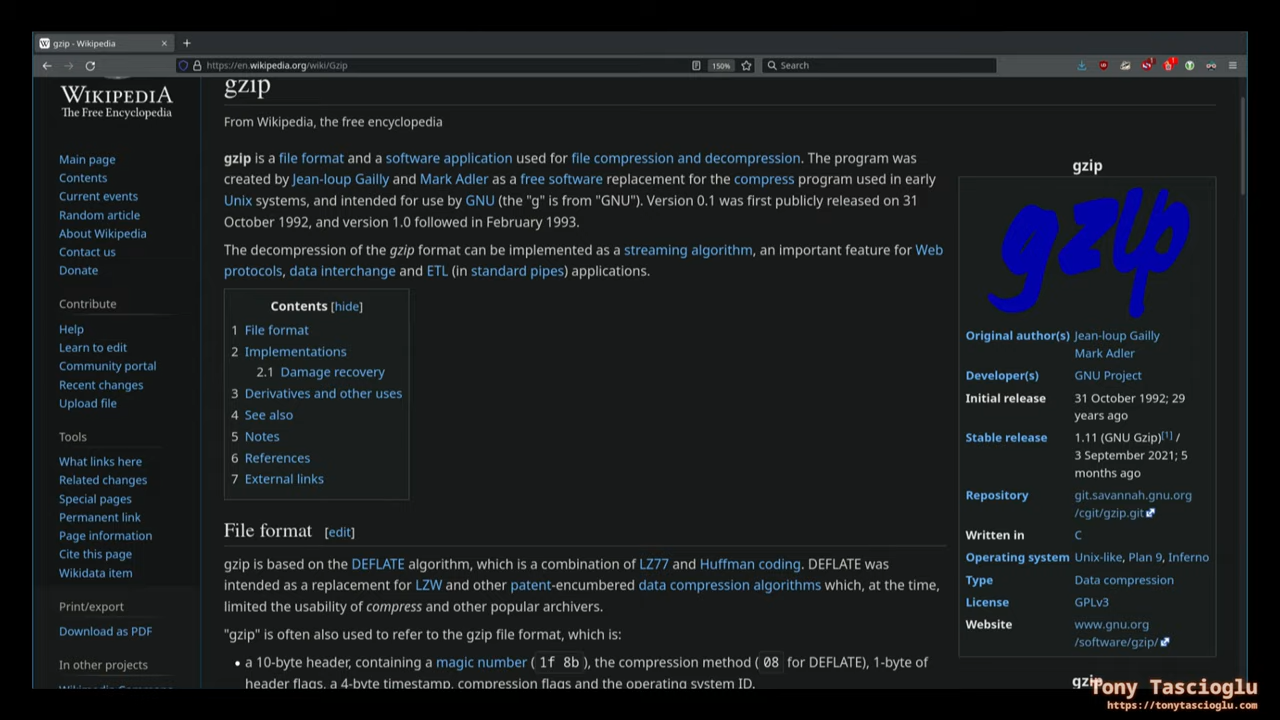 gzip - Wikipedia
https://en.wikipedia.org/wiki/Gzip
150%
Search
WIKIPEDIA
The Free Encyclopedia
Main page
Contents
Current events
Random article
About Wikipedia
Contact us
Donate
Contribute
Help
Learn to edit
Community portal
Recent changes
Upload file
Tools
What links here
Related changes
Special pages
Permanent link
Page information
Cite this page
Wikidata item
Print/export
Download as PDF
In other projects
Wikimedia Commons
gzip
From Wikipedia, the free encyclopedia
gzip is a file format and a software application used for file compression and decompression. The program was
created by Jean-loup Gailly and Mark Adler as a free software replacement for the compress program used in early
Unix systems, and intended for use by GNU (the "g" is from "GNU"). Version 0.1 was first publicly released on 31
October 1992, and version 1.0 followed in February 1993.
The decompression of the gzip format can be implemented as a streaming algorithm, an important feature for Web
protocols, data interchange and ETL (in standard pipes) applications.
Contents [hide]
1 File format
2 Implementations
2.1 Damage recovery
3 Derivatives and other uses
4 See also
5 Notes
6 References
7 External links
File format [edit]
gzip is based on the DEFLATE algorithm, which is a combination of LZ77 and Huffman coding. DEFLATE was
intended as a replacement for LZW and other patent-encumbered data compression algorithms which, at the time,
limited the usability of compress and other popular archivers.
"gzip" is often also used to refer to the gzip file format, which is:
• a 10-byte header, containing a magic number ( 1f 8b ), the compression method ( 08 for DEFLATE), 1-byte of
header flags, a 4-byte timestamp, compression flags and the operating system ID.
gzip
gzip
Original author(s) Jean-loup Gailly
Mark Adler
Developer(s) GNU Project
Initial release 31 October 1992; 29
years ago
Stable release 1.11 (GNU Gzip)[1] /
3 September 2021; 5
months ago
Repository git.savannah.gnu.org
/cgit/gzip.git
Written in C
Operating system Unix-like, Plan 9, Inferno
Type Data compression
License GPLv3
Website www.gnu.org
/software/gzip/
gzip
Tony Tascioglu
https://tonytascioglu.com